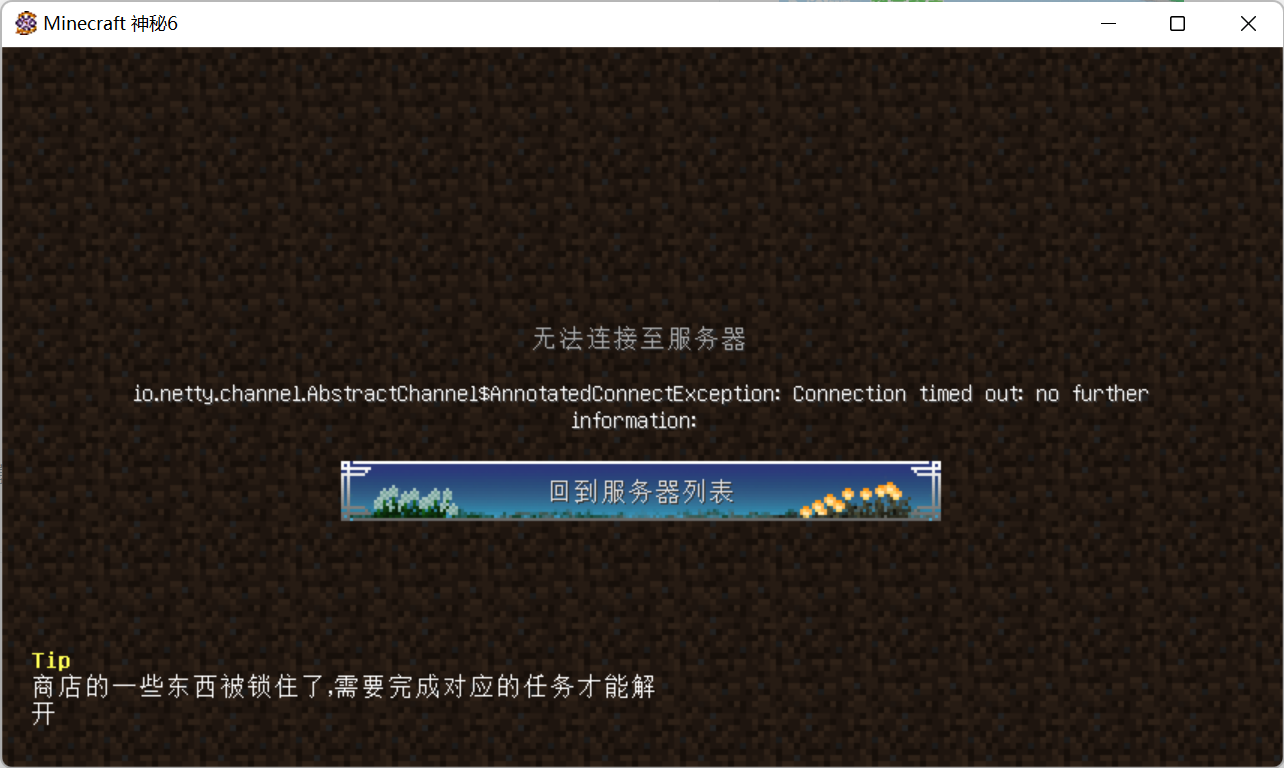 Minecraft 神秘6
无法连接至服务器
io.netty.channel.AbstractChannel$AnnotatedConnectException: Connection timed out: no further
information:
回到服务器列表
Tip
商店的一些东西被锁住了,需要完成对应的任务才能解
开